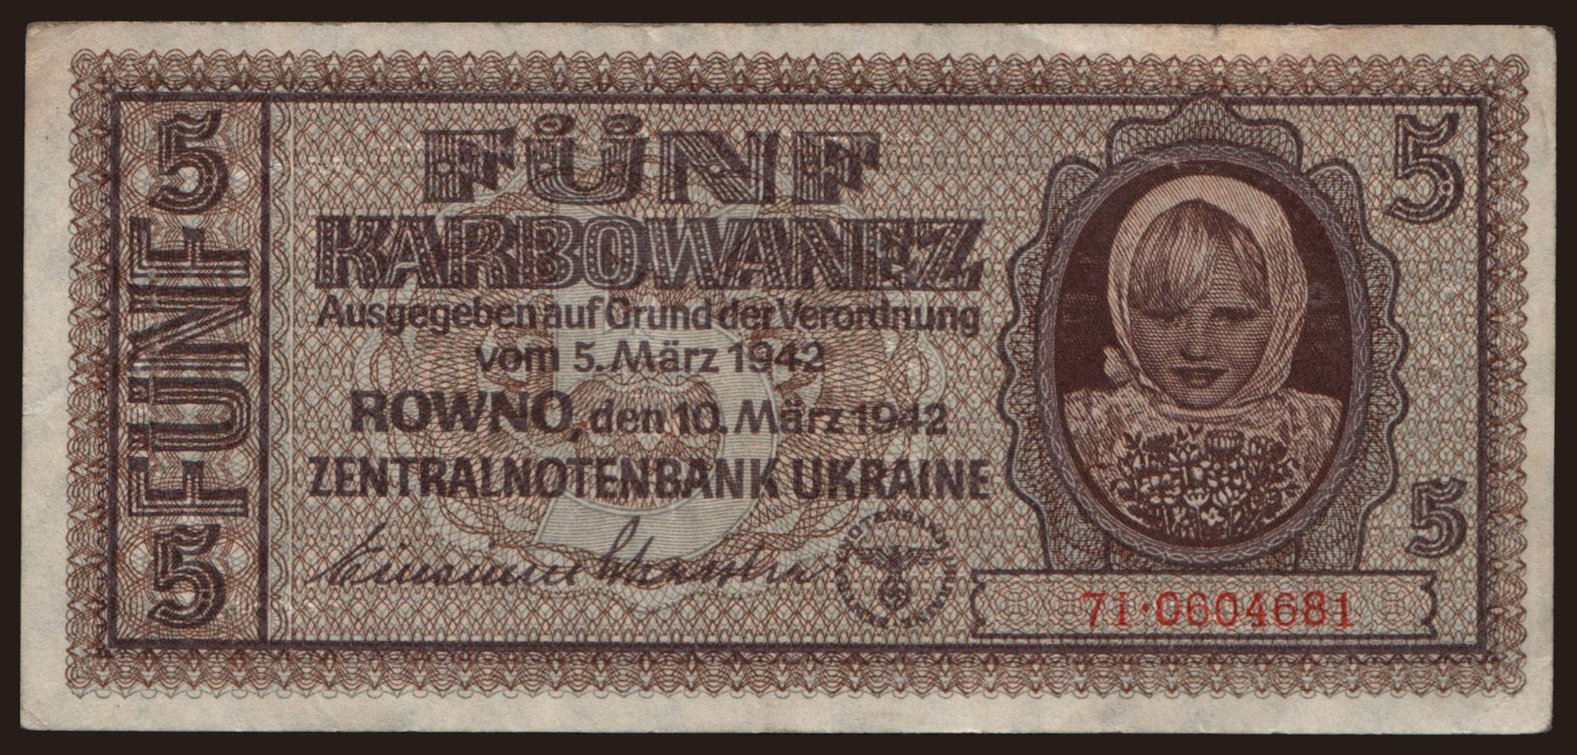 5
FÜNF
5
FÜNF
KARBOWANEZ
Ausgegeben auf Grund der Verordnung
vom 5. März 1942
ROWNO, den 10. März 1942
ZENTRALNOTENBANK UKRAINE
5
5
5
7i·0604681